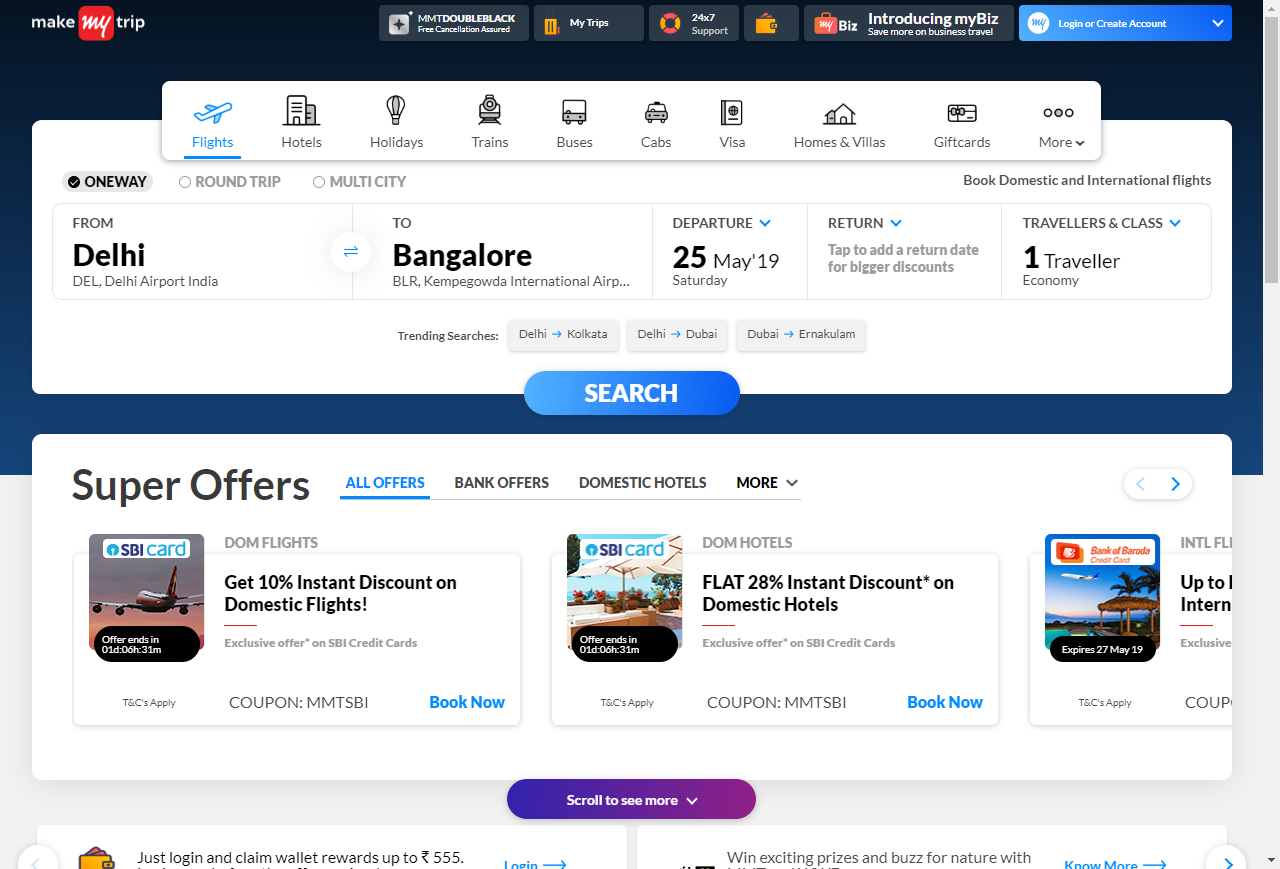 make my trip
MMTDOUBLEBLACK
Free Cancellation Assured
My Trips
24x7
Support
my Biz
Introducing myBiz
Save more on business travel
my
Login or Create Account
Flights
Hotels
Holidays
Trains
Buses
Cabs
Visa
Homes & Villas
Giftcards
More
ONEWAY
ROUND TRIP
MULTI CITY
Book Domestic and International flights
FROM
Delhi
DEL, Delhi Airport India
TO
Bangalore
BLR, Kempegowda International Airp...
DEPARTURE
25 May'19
Saturday
RETURN
Tap to add a return date
for bigger discounts
TRAVELLERS & CLASS
1 Traveller
Economy
Trending Searches:
Delhi → Kolkata
Delhi → Dubai
Dubai → Ernakulam
SEARCH
Super Offers
ALL OFFERS
BANK OFFERS
DOMESTIC HOTELS
MORE
SBI card
Offer ends in
01d:06h:31m
DOM FLIGHTS
Get 10% Instant Discount on
Domestic Flights!
Exclusive offer* on SBI Credit Cards
T&C's Apply
COUPON: MMTSBI
Book Now
SBI card
Offer ends in
01d:06h:31m
DOM HOTELS
FLAT 28% Instant Discount* on
Domestic Hotels
Exclusive offer* on SBI Credit Cards
T&C's Apply
COUPON: MMTSBI
Book Now
Bank of Baroda
Credit Card
Expires 27 May 19
INTL FLI
Up to
Intern
Exclusive
T&C's Apply
COUPO
Scroll to see more
Just login and claim wallet rewards up to ₹ 555.
Login
Win exciting prizes and buzz for nature with
Know More